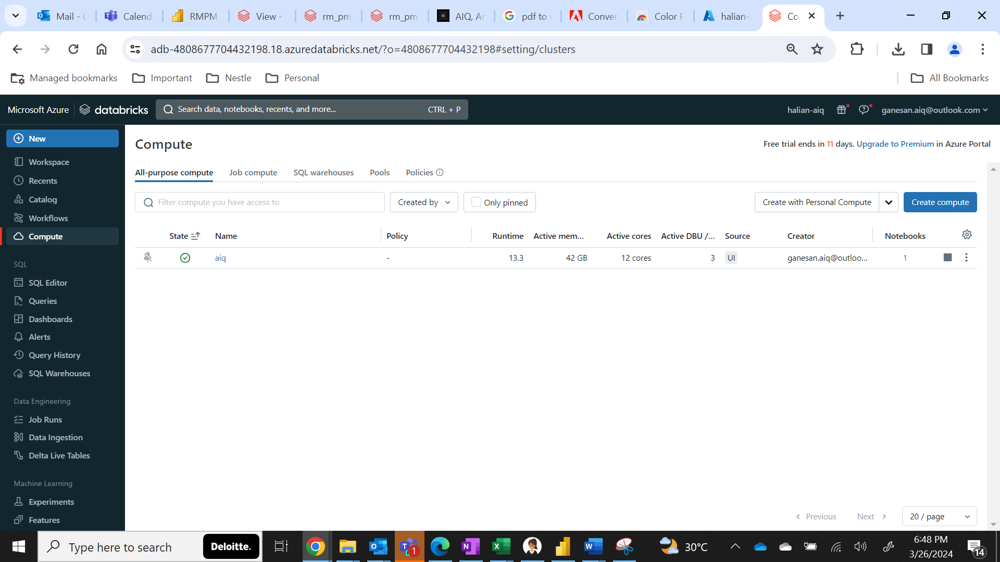 Mail - C
Calend
RMPM
View -
rm_pm
rm_pm
AIQ, Ar
pdf to
Conver
Color F
halian-
Co
adb-4808677704432198.18.azuredatabricks.net/?o=4808677704432198#setting/clusters
Managed bookmarks
Important
Nestle
Personal
All Bookmarks
Microsoft Azure
databricks
Search data, notebooks, recents, and more...
CTRL + P
halian-aiq
ganesan.aiq@outlook.com
New
Workspace
Recents
Catalog
Workflows
Compute
SQL
SQL Editor
Queries
Dashboards
Alerts
Query History
SQL Warehouses
Data Engineering
Job Runs
Data Ingestion
Delta Live Tables
Machine Learning
Experiments
Features
Compute
Free trial ends in 11 days. Upgrade to Premium in Azure Portal
All-purpose compute
Job compute
SQL warehouses
Pools
Policies
Filter compute you have access to
Created by
Only pinned
Create with Personal Compute
Create compute
State Name Policy Runtime Active mem... Active cores Active DBU /... Source Creator Notebooks
aiq - 13.3 42 GB 12 cores 3 UI ganesan.aiq@outloo... 1
Previous
Next
20 / page
Type here to search
Deloitte.
1
30°C
6:48 PM
3/26/2024
14